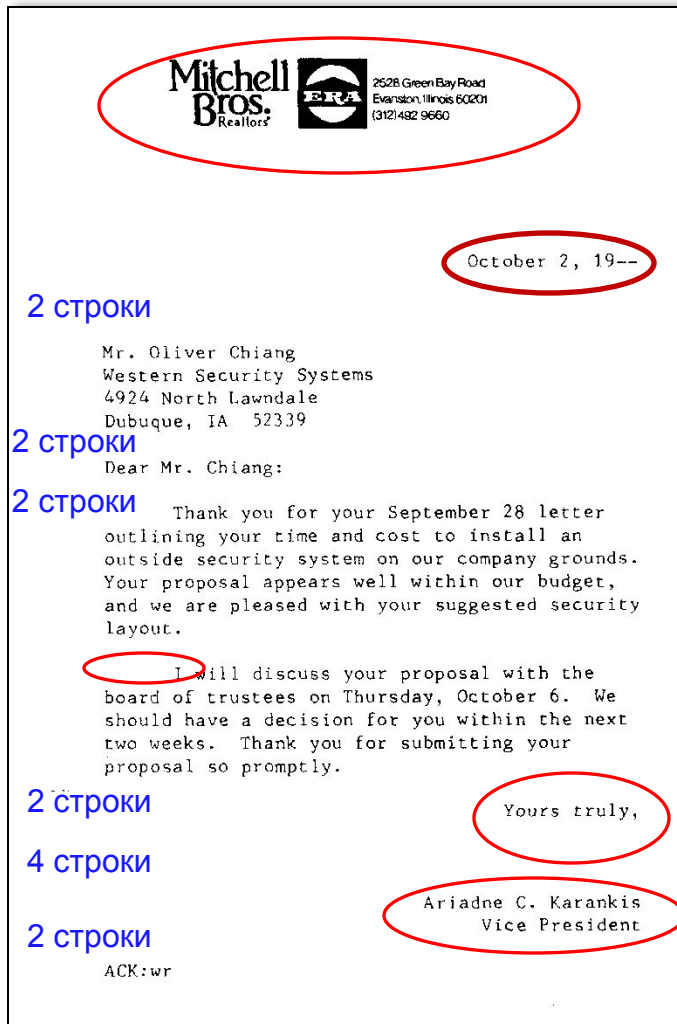 Mitchell
Bros.
Realtors
ERA
2528 Green Bay Road
Evanston, Illinois 60201
(312) 492 9660
October 2, 19--
2 строки
Mr. Oliver Chiang
Western Security Systems
4924 North Lawndale
Dubuque, IA 52339
2 строки
Dear Mr. Chiang:
2 строки
Thank you for your September 28 letter
outlining your time and cost to install an
outside security system on our company grounds.
Your proposal appears well within our budget,
and we are pleased with your suggested security
layout.
I will discuss your proposal with the
board of trustees on Thursday, October 6. We
should have a decision for you within the next
two weeks. Thank you for submitting your
proposal so promptly.
2 строки
Yours truly,
4 строки
Ariadne C. Karankis
Vice President
2 строки
ACK:wr